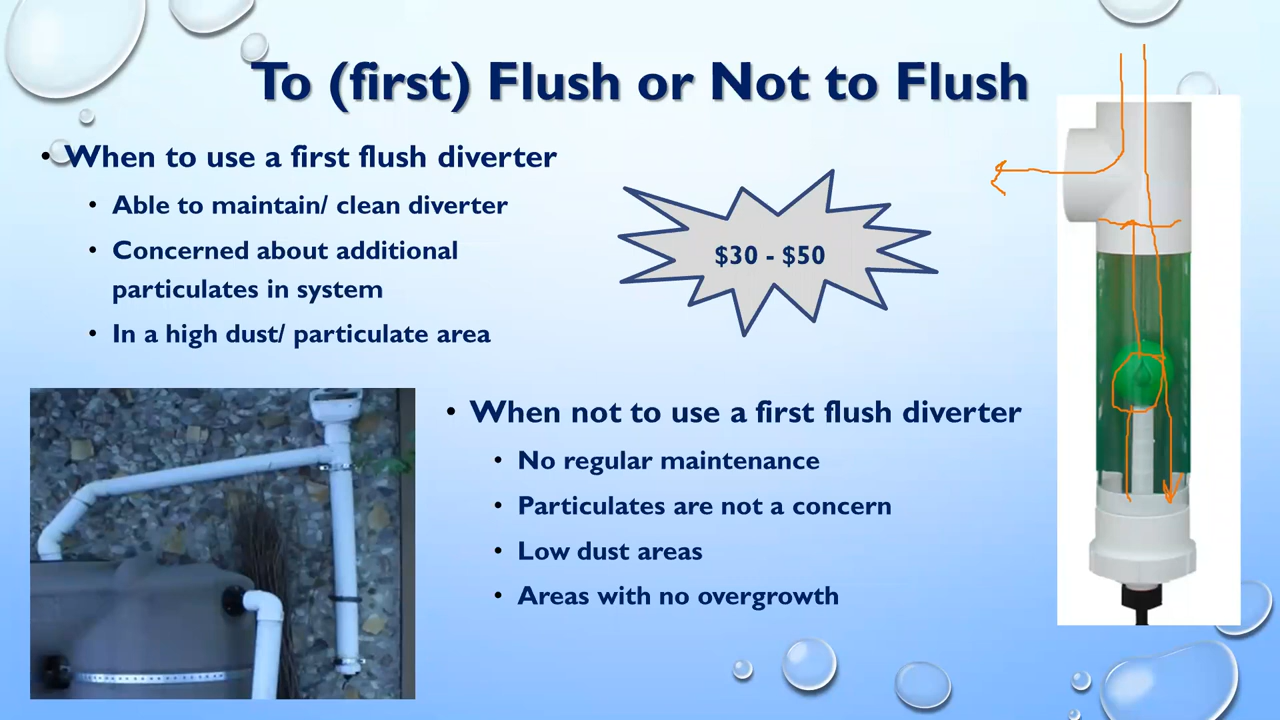 To (first) Flush or Not to Flush
• When to use a first flush diverter
• Able to maintain/ clean diverter
• Concerned about additional
particulates in system
• In a high dust/ particulate area
$30 - $50
• When not to use a first flush diverter
• No regular maintenance
• Particulates are not a concern
• Low dust areas
• Areas with no overgrowth